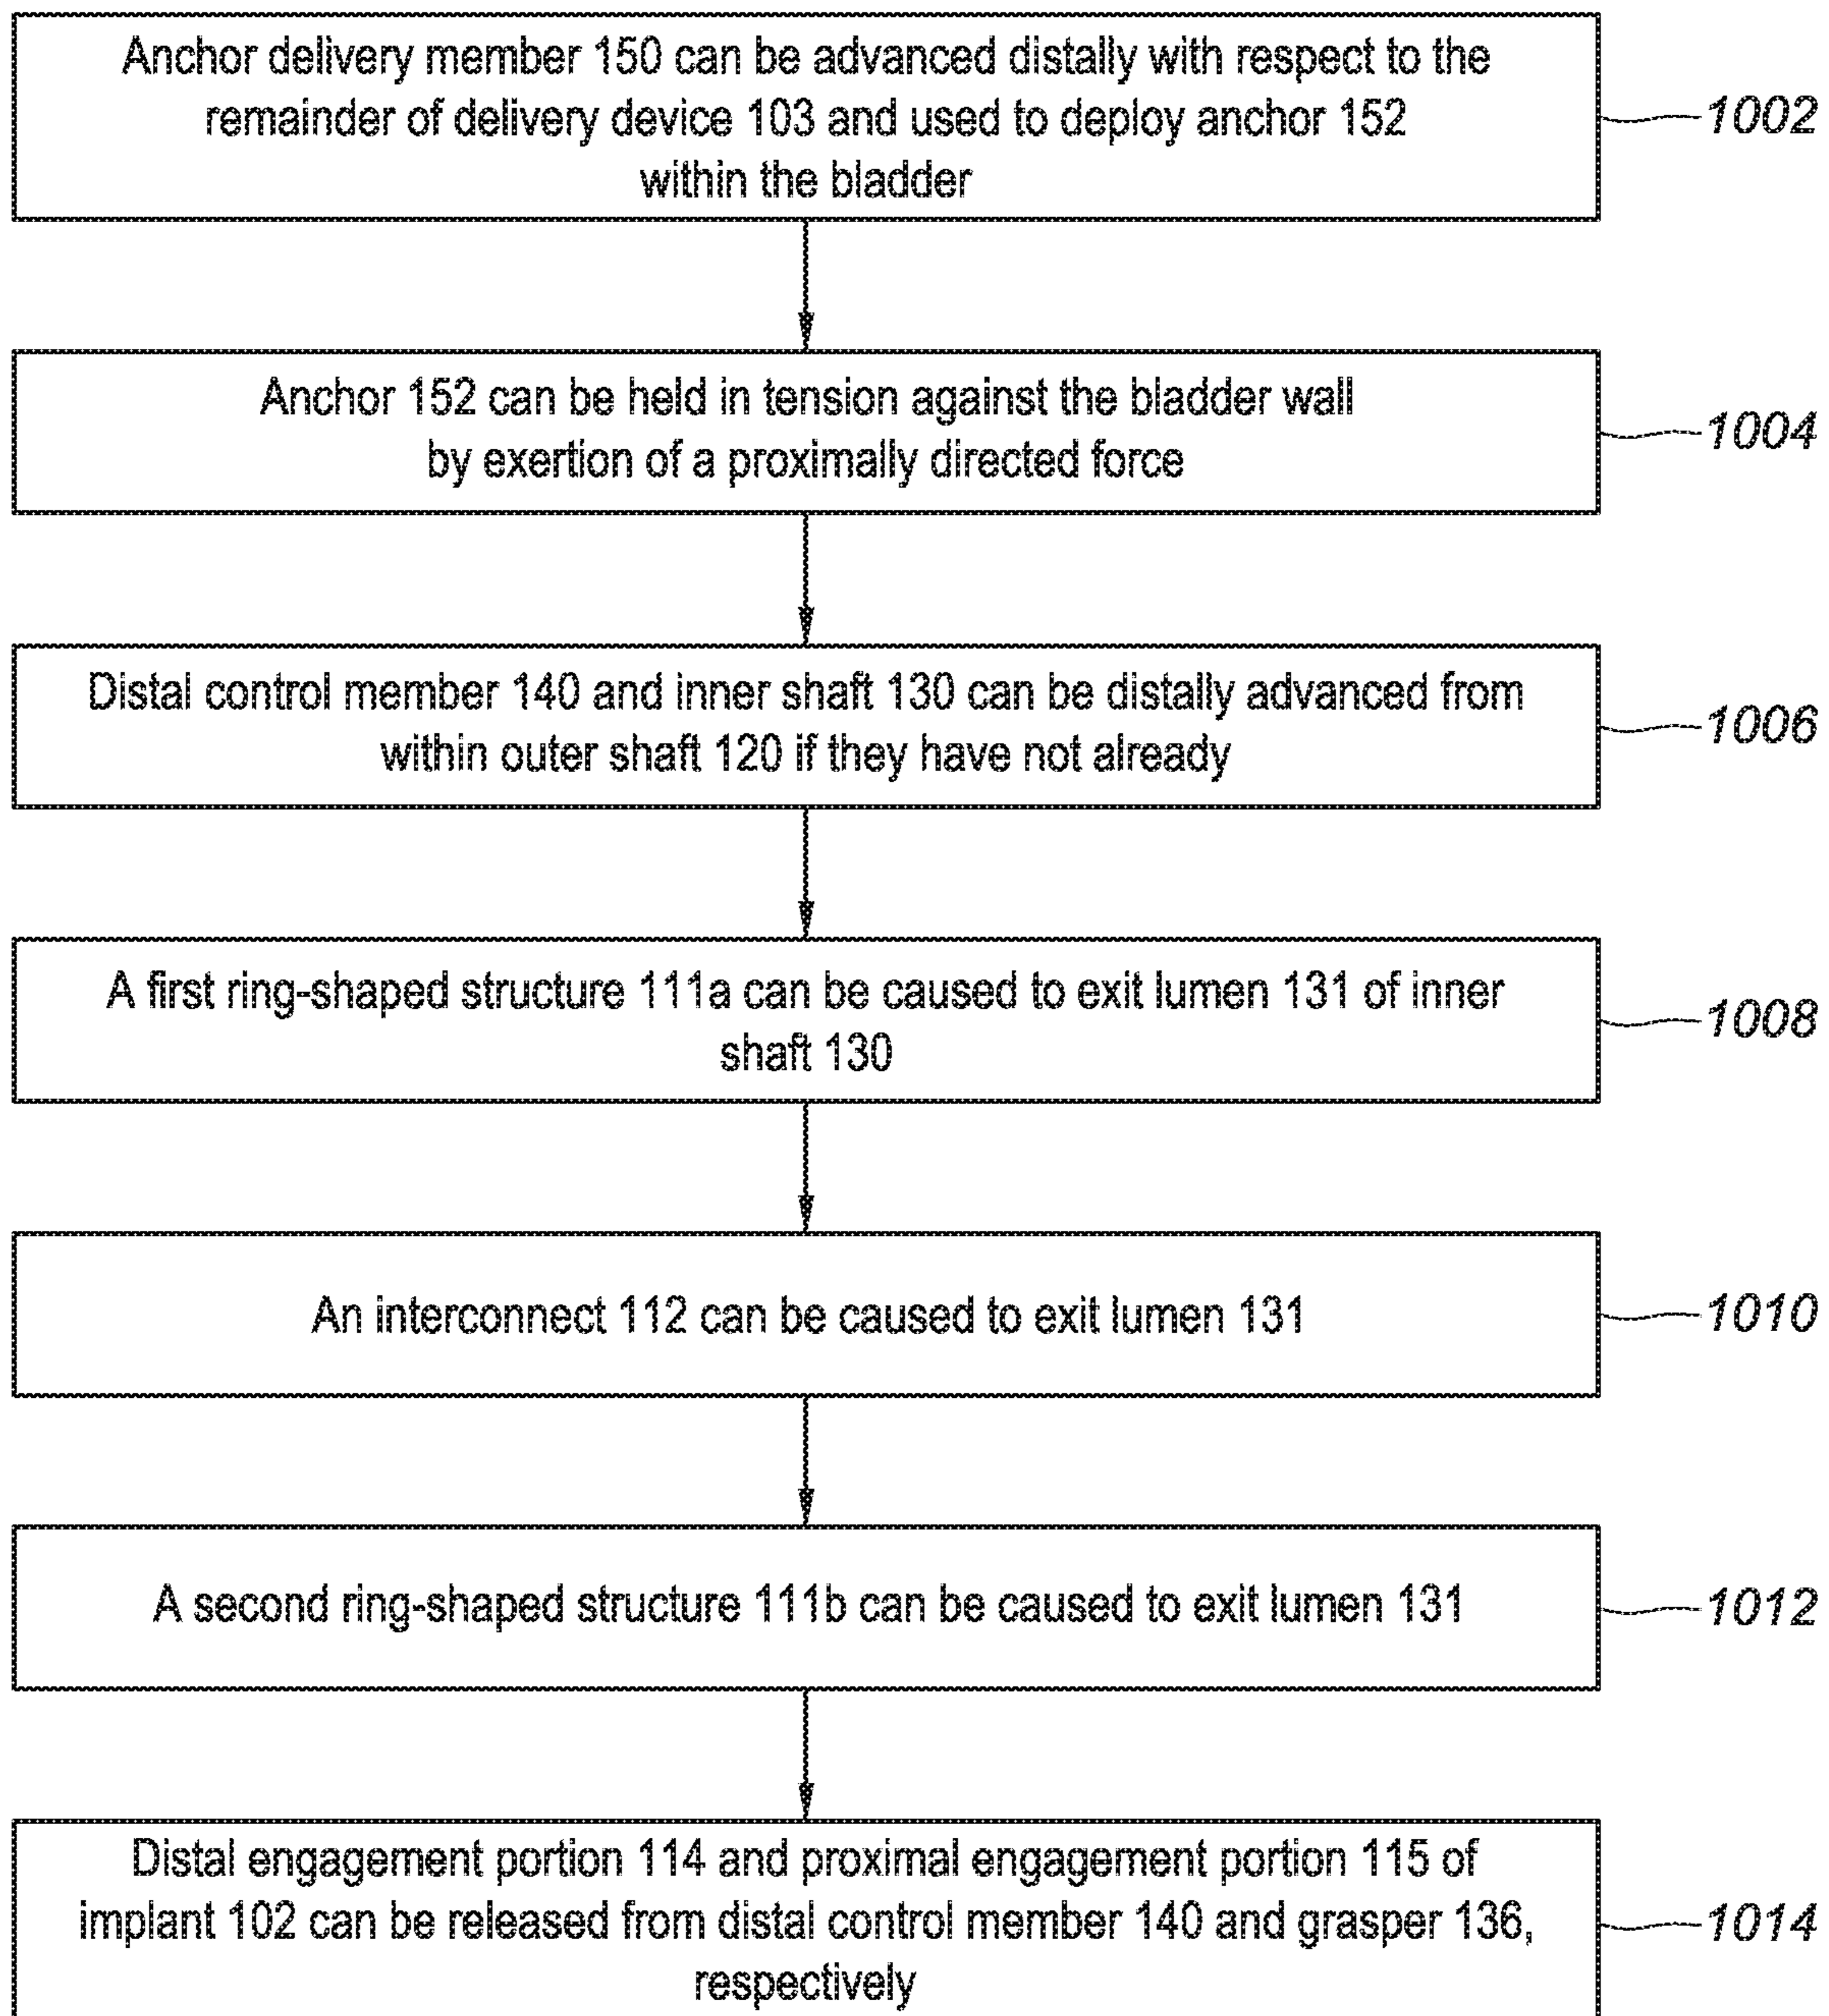 Anchor delivery member 150 can be advanced distally with respect to the
remainder of delivery device 103 and used to deploy anchor 152
within the bladder
1002
Anchor 152 can be held in tension against the bladder wall
by exertion of a proximally directed force
1004
Distal control member 140 and inner shaft 130 can be distally advanced from
within outer shaft 120 if they have not already
1006
A first ring-shaped structure 111a can be caused to exit lumen 131 of inner
shaft 130
1008
An interconnect 112 can be caused to exit lumen 131
1010
A second ring-shaped structure 111b can be caused to exit lumen 131
1012
Distal engagement portion 114 and proximal engagement portion 115 of
implant 102 can be released from distal control member 140 and grasper 136,
respectively
1014